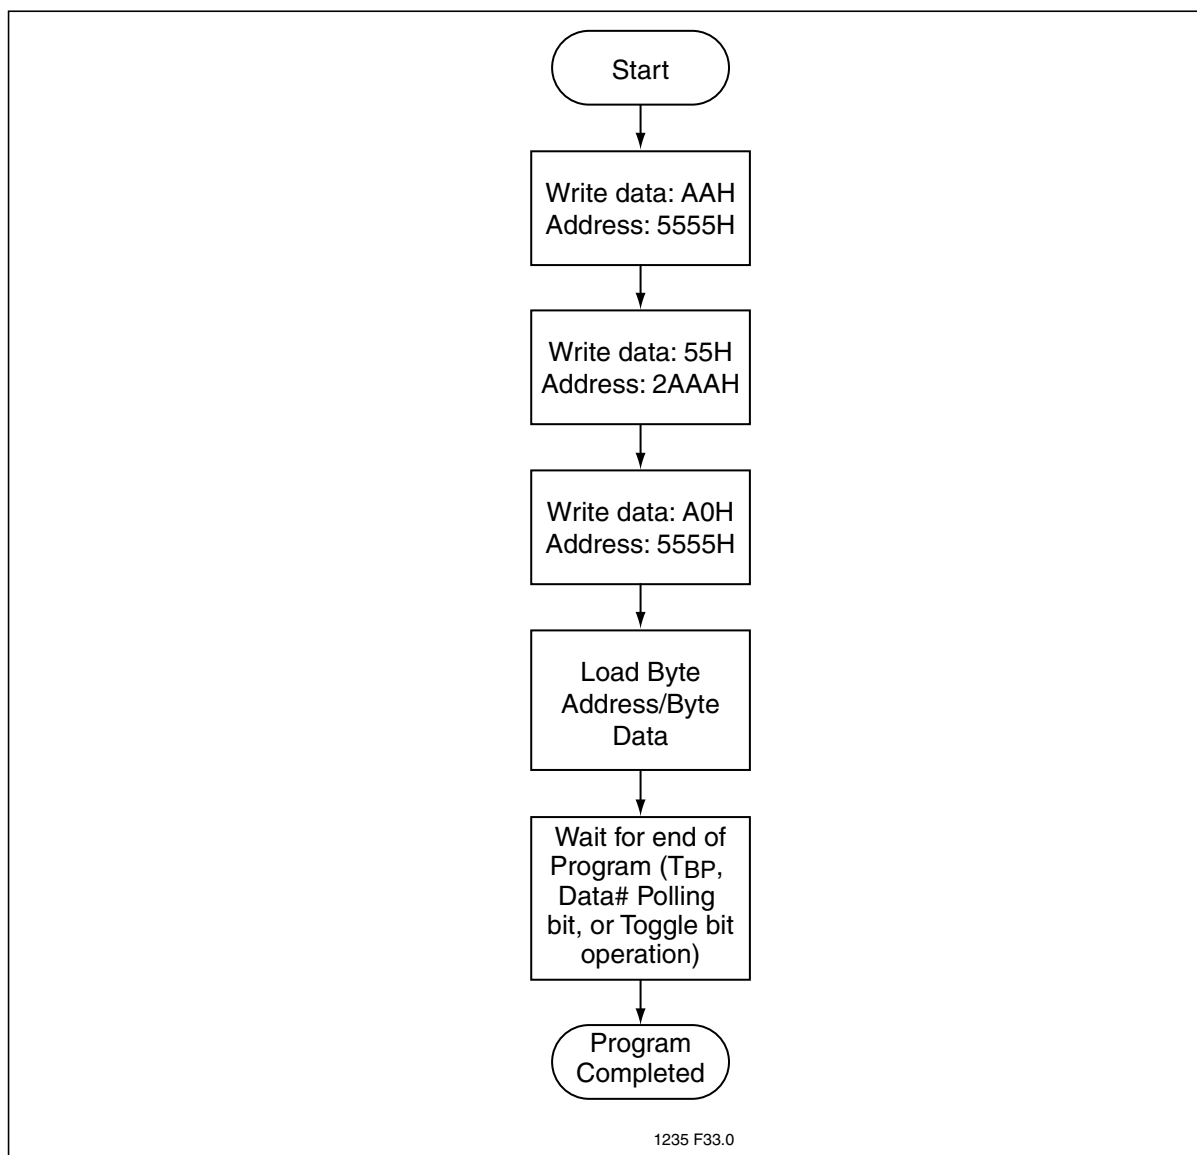 Start
Write data: AAH
Address: 5555H
Write data: 55H
Address: 2AAAH
Write data: A0H
Address: 5555H
Load Byte
Address/Byte
Data
Wait for end of
Program (TBP,
Data# Polling
bit, or Toggle bit
operation)
Program
Completed
1235 F33.0